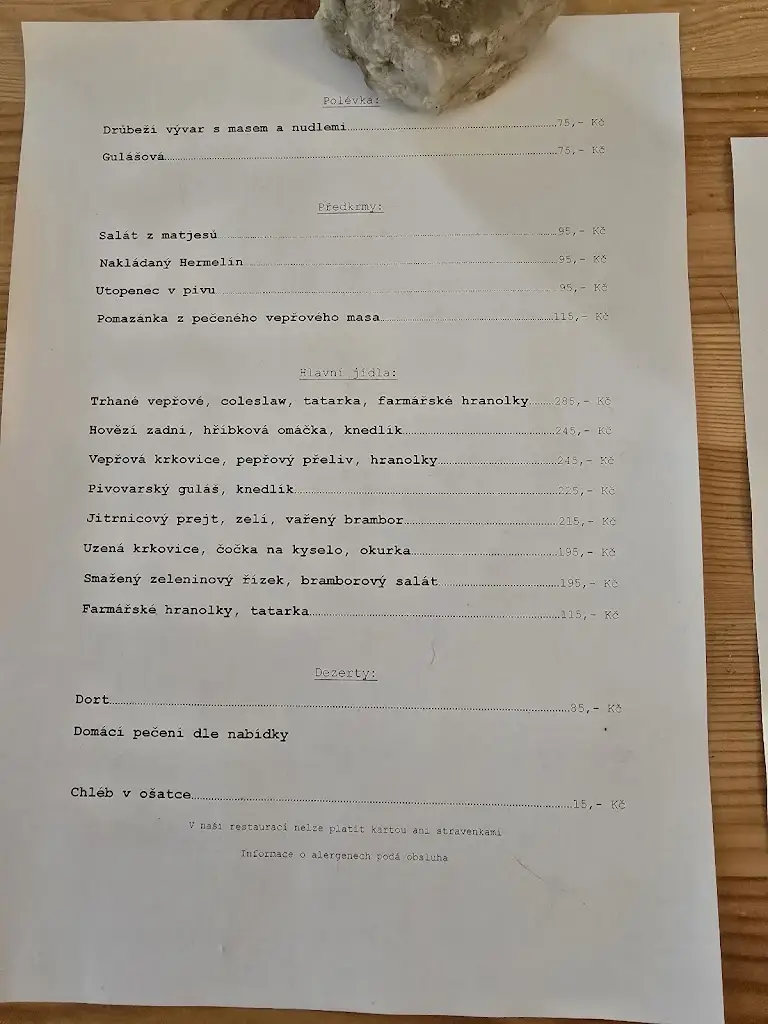 Polévka:
Drůbeží vývar s masem a nudlemi 75,- Kč
Gulášová 75,- Kč
Předkrmy:
Salát z matjesů 95,- Kč
Nakládaný Hermelín 95,- Kč
Utopenec v pivu 95,- Kč
Pomazánka z pečeného vepřového masa 115,- Kč
Hlavní jídla:
Trhané vepřové, coleslaw, tatarka, farmářské hranolky 285,- Kč
Hovězí zadní, hříbková omáčka, knedlík 245,- Kč
Vepřová krkovice, pepřový přeliv, hranolky 245,- Kč
Pivovarský guláš, knedlík 225,- Kč
Jitrnicový prejt, zelí, vařený brambor 215,- Kč
Uzená krkovice, čočka na kyselo, okurka 195,- Kč
Smažený zeleninový řízek, bramborový salát 195,- Kč
Farmářské hranolky, tatarka 115,- Kč
Dezerty:
Dort 85,- Kč
Domácí pečení dle nabídky
Chléb v ošatce 15,- Kč
V naší restauraci nelze platit kartou ani stravenkami
Informace o alergenech podá obsluha